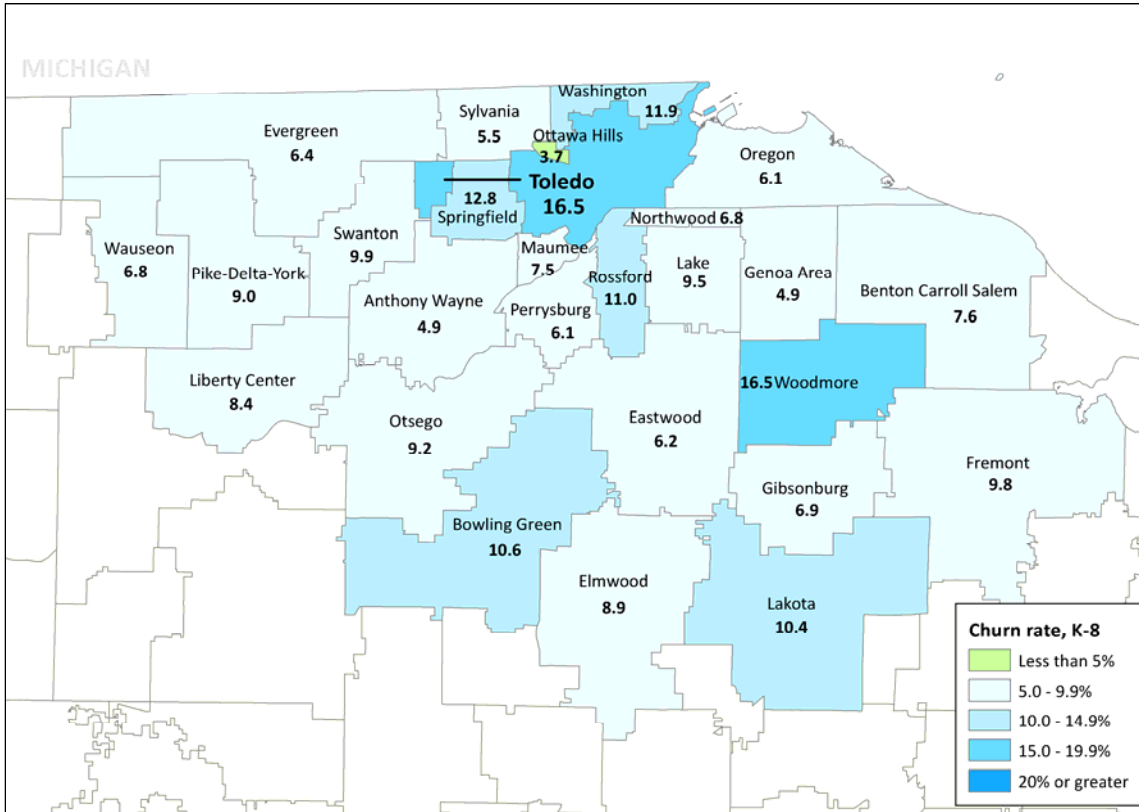 MICHIGAN
Washington
11.9
Sylvania
5.5
Evergreen
6.4
Ottawa Hills
3.7
Oregon
6.1
Toledo
16.5
12.8
Springfield
Northwood 6.8
Swanton
9.9
Wauseon
6.8
Maumee
7.5
Pike-Delta-York
9.0
Rossford
11.0
Lake
9.5
Genoa Area
4.9
Benton Carroll Salem
7.6
Anthony Wayne
4.9
Perrysburg
6.1
Liberty Center
8.4
16.5 Woodmore
Otsego
9.2
Eastwood
6.2
Fremont
9.8
Gibsonburg
6.9
Bowling Green
10.6
Elmwood
8.9
Lakota
10.4
Churn rate, K-8
Less than 5%
5.0 - 9.9%
10.0 - 14.9%
15.0 - 19.9%
20% or greater